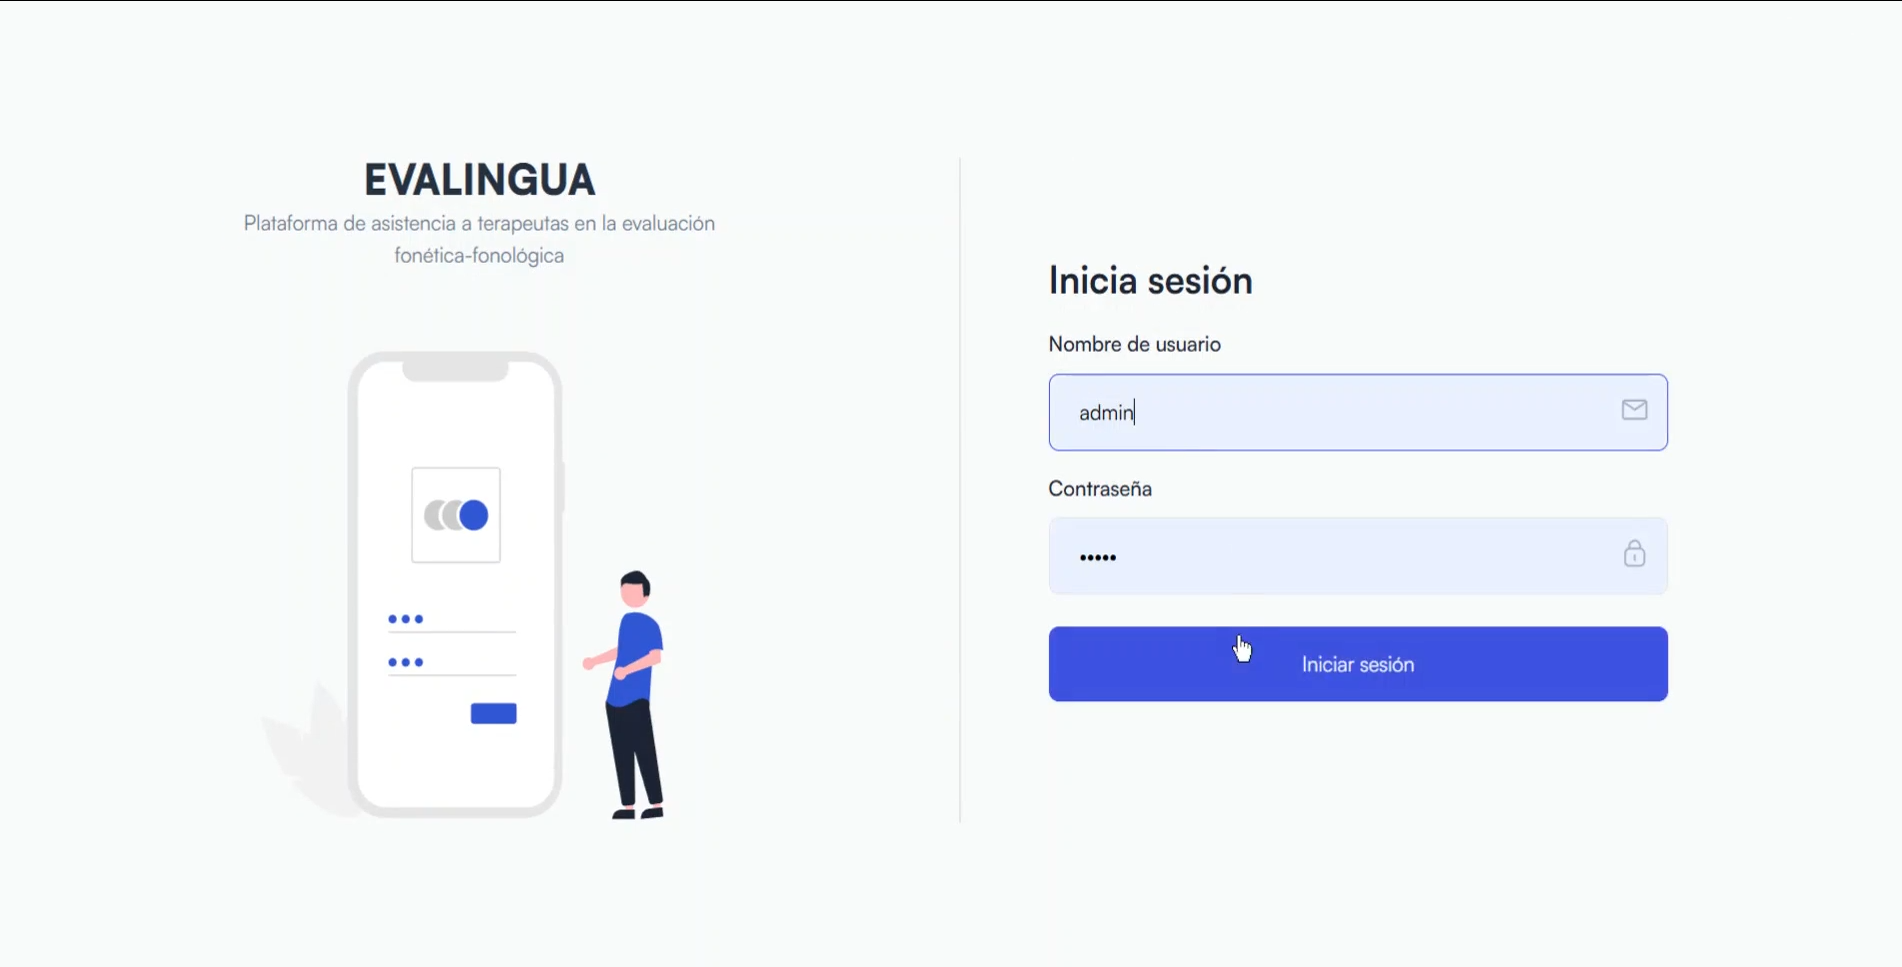 EVALINGUA
Plataforma de asistencia a terapeutas en la evaluación
fonética-fonológica
Inicia sesión
Nombre de usuario
admin
Contraseña
•••••
Iniciar sesión